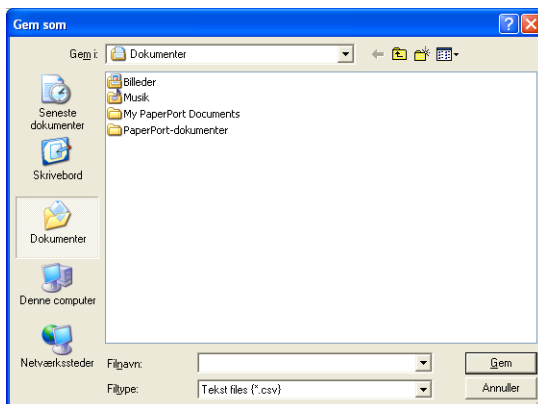 Gem som
Gem i:
Dokumenter
Billeder
Musik
My PaperPort Documents
PaperPort-dokumenter
Seneste
dokumenter
Skrivebord
Dokumenter
Denne computer
Netværkssteder
Filnavn:
Gem
Filtype:
Tekst files {*.csv}
Annuller